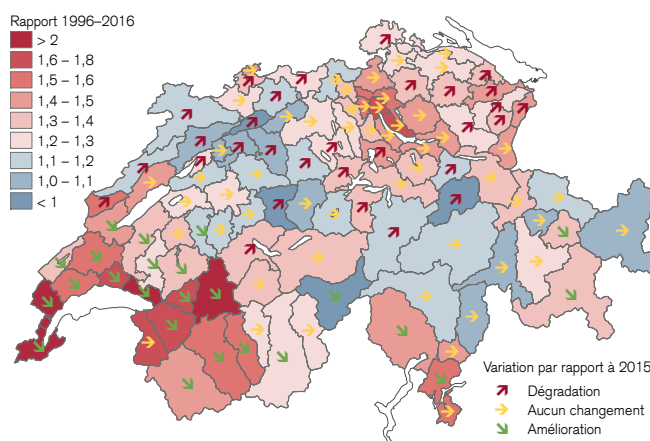 Rapport 1996–2016
> 2
1,6 – 1,8
1,5 – 1,6
1,4 – 1,5
1,3 – 1,4
1,2 – 1,3
1,1 – 1,2
1,0 – 1,1
< 1
Variation par rapport à 2015
Dégradation
Aucun changement
Amélioration